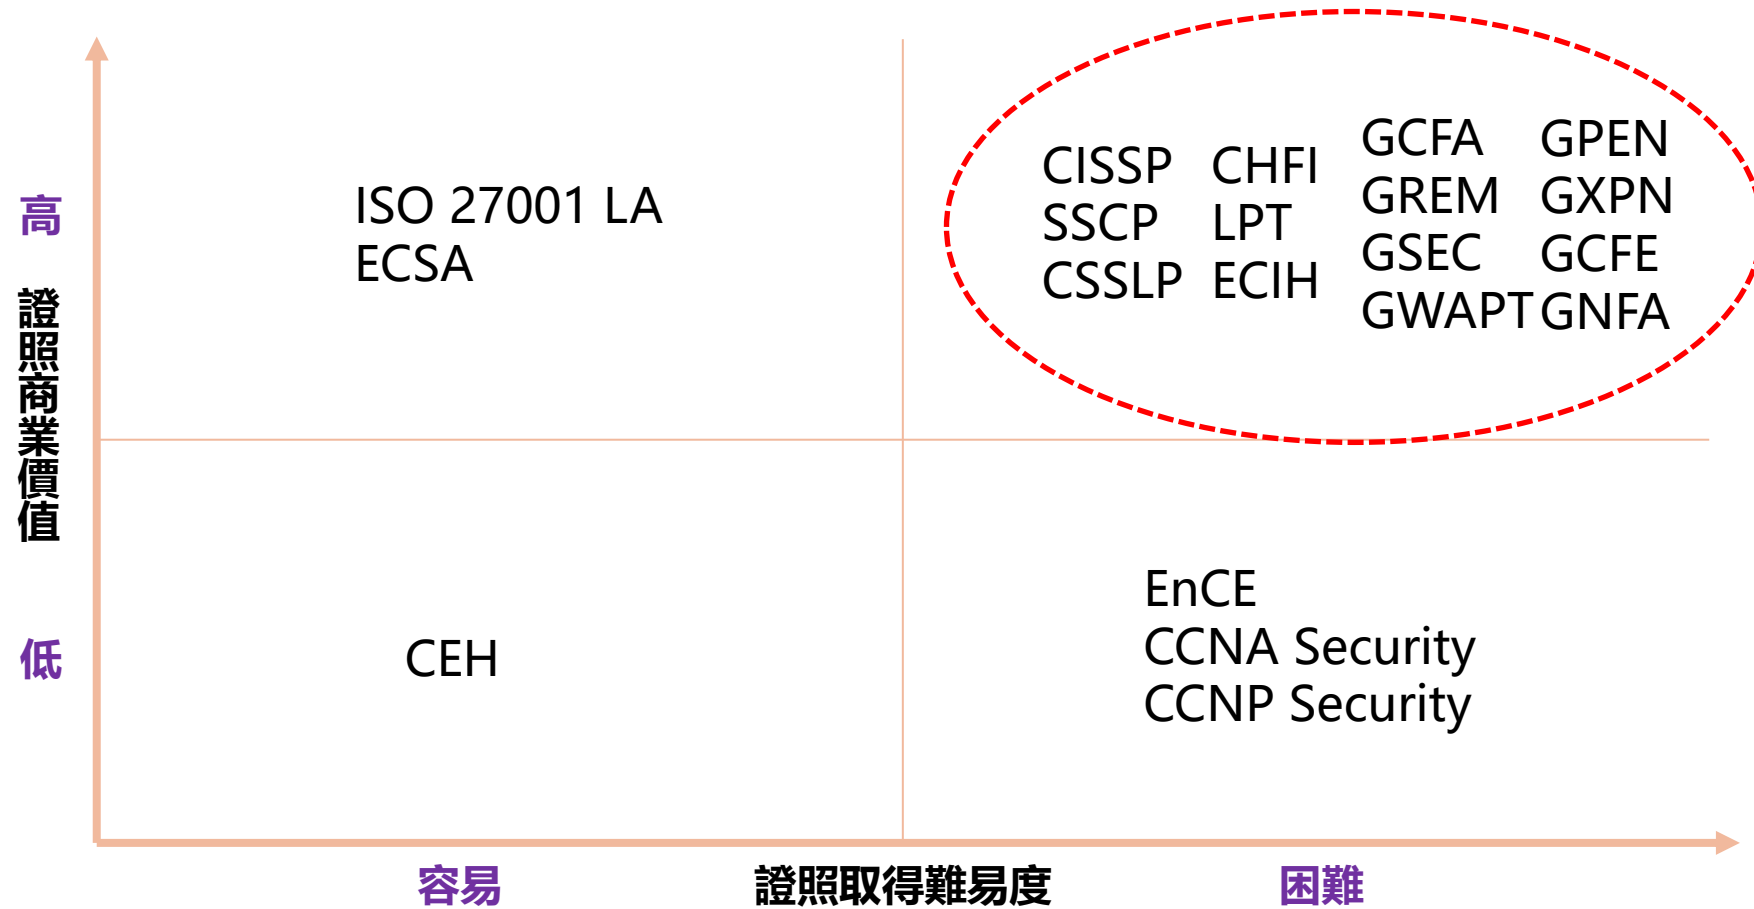 高
證照商業價值
低
ISO 27001 LA
ECSA
CISSP
SSCP
CSSLP
CHFI
LPT
ECIH
GCFA
GREM
GSEC
GWAPT
GPEN
GXPN
GCFE
GNFA
CEH
EnCE
CCNA Security
CCNP Security
容易
證照取得難易度
困難